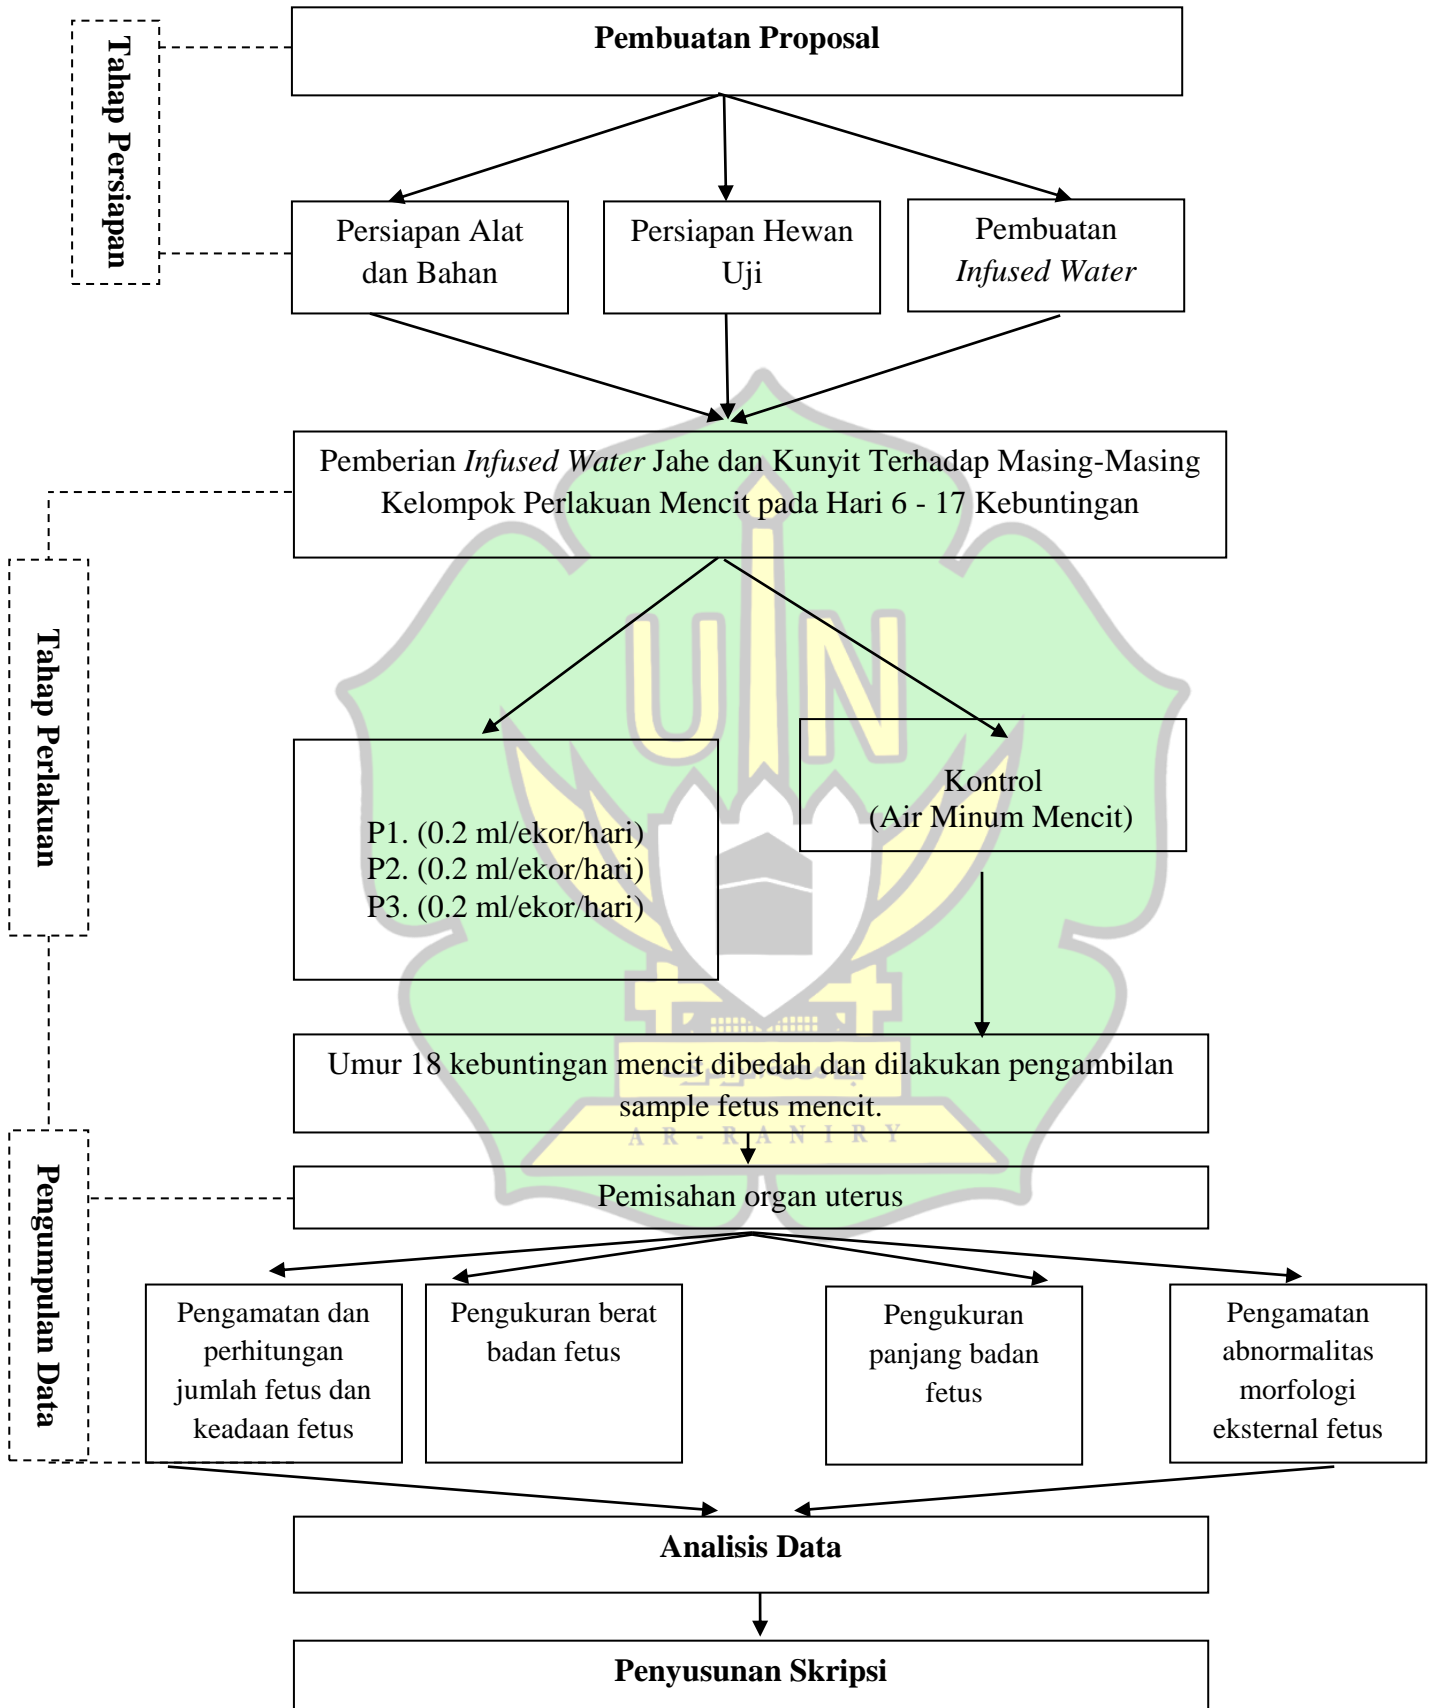 Pembuatan Proposal
Tahap Persiapan
Persiapan Alat
dan Bahan
Persiapan Hewan
Uji
Pembuatan
Infused Water
Pemberian Infused Water Jahe dan Kunyit Terhadap Masing-Masing
Kelompok Perlakuan Mencit pada Hari 6 - 17 Kebuntingan
Tahap Perlakuan
UIN
P1. (0.2 ml/ekor/hari)
P2. (0.2 ml/ekor/hari)
P3. (0.2 ml/ekor/hari)
Kontrol
(Air Minum Mencit)
Umur 18 kebuntingan mencit dibedah dan dilakukan pengambilan
sample fetus mencit.
AR-RANIRY
Pengumpulan Data
Pemisahan organ uterus
Pengamatan dan
perhitungan
jumlah fetus dan
keadaan fetus
Pengukuran berat
badan fetus
Pengukuran
panjang badan
fetus
Pengamatan
abnormalitas
morfologi
eksternal fetus
Analisis Data
Penyusunan Skripsi